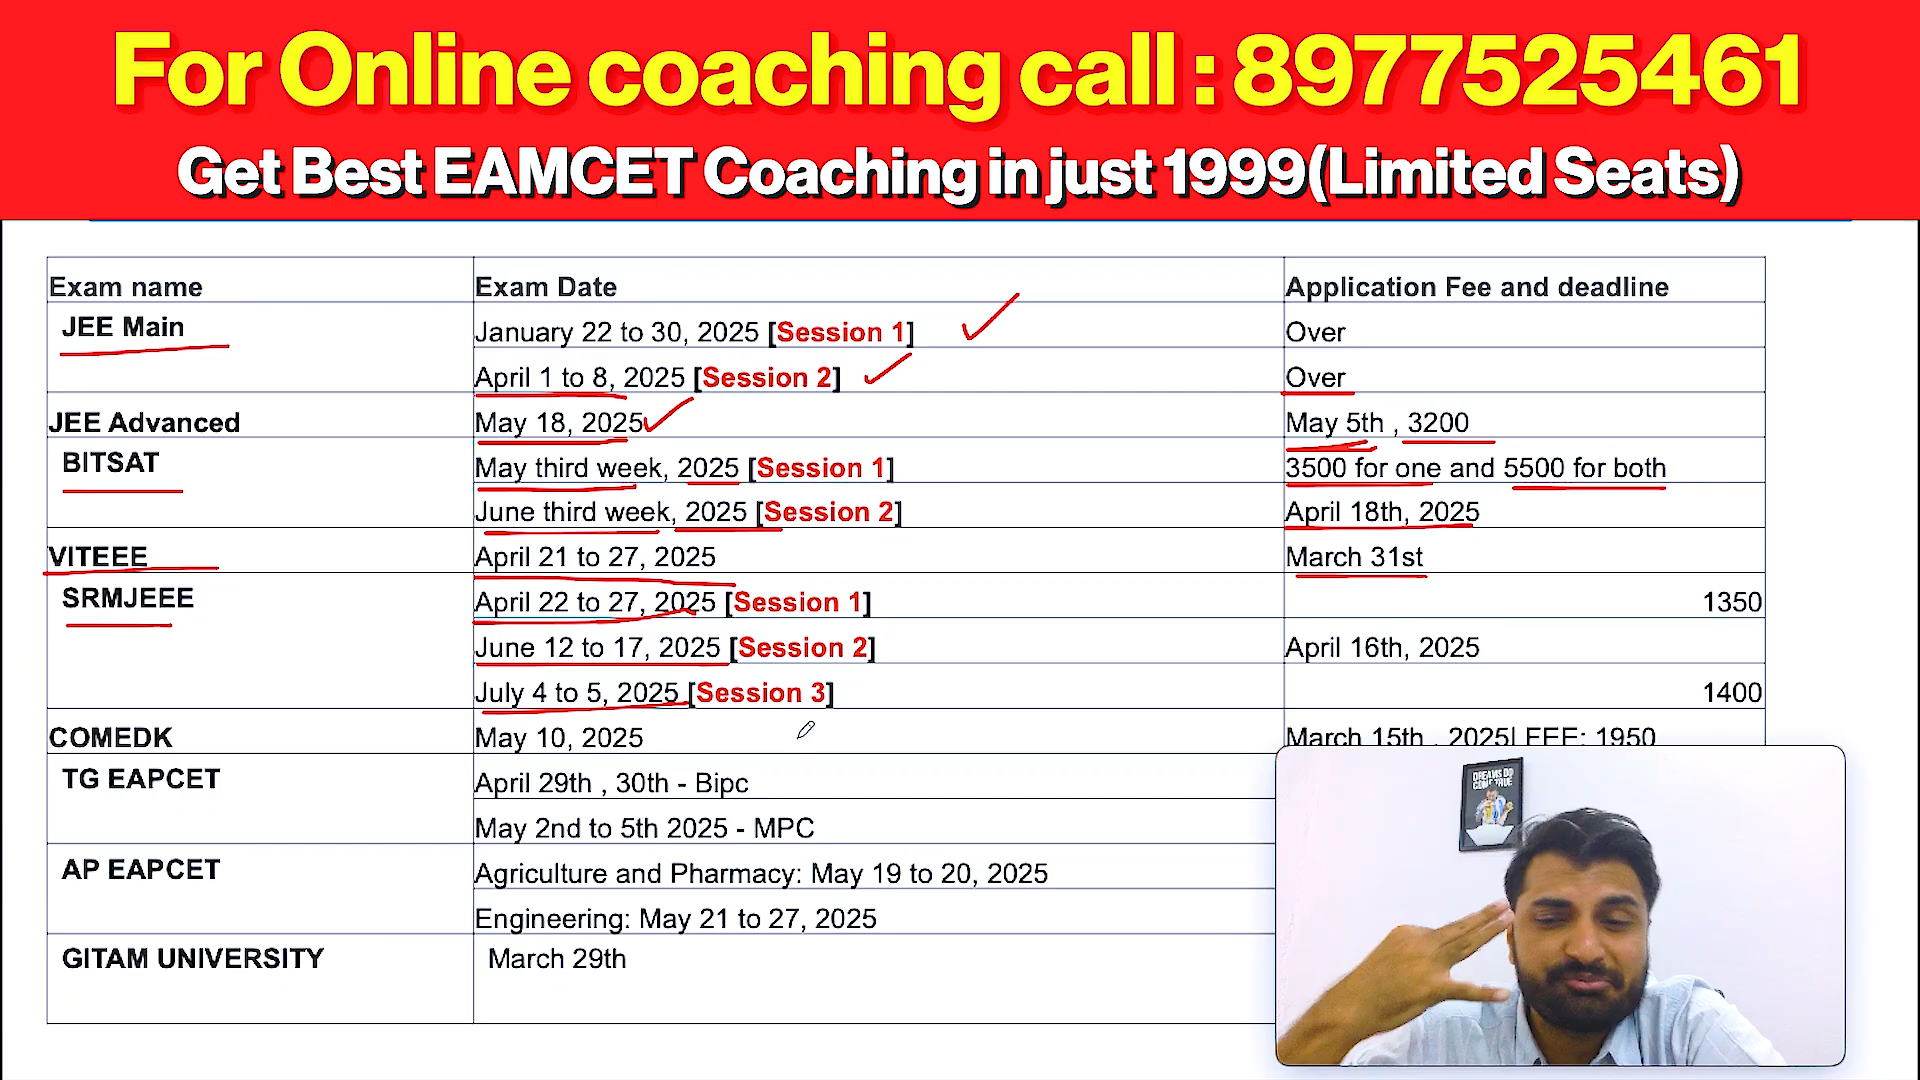 For Online coaching call : 8977525461
Get Best EAMCET Coaching in just 1999(Limited Seats)
Exam name Exam Date Application Fee and deadline
JEE Main January 22 to 30, 2025 [Session 1] Over
April 1 to 8, 2025 [Session 2] Over
JEE Advanced May 18, 2025 May 5th , 3200
BITSAT May third week, 2025 [Session 1] 3500 for one and 5500 for both
June third week, 2025 [Session 2] April 18th, 2025
VITEEE April 21 to 27, 2025 March 31st
SRMJEEE April 22 to 27, 2025 [Session 1] 1350
June 12 to 17, 2025 [Session 2] April 16th, 2025
July 4 to 5, 2025 [Session 3] 1400
COMEDK May 10, 2025 March 15th , 2025| FEE: 1950
TG EAPCET April 29th , 30th - Bipc
May 2nd to 5th 2025 - MPC
AP EAPCET Agriculture and Pharmacy: May 19 to 20, 2025
Engineering: May 21 to 27, 2025
GITAM UNIVERSITY March 29th
DREAMS DO
COME TRUE